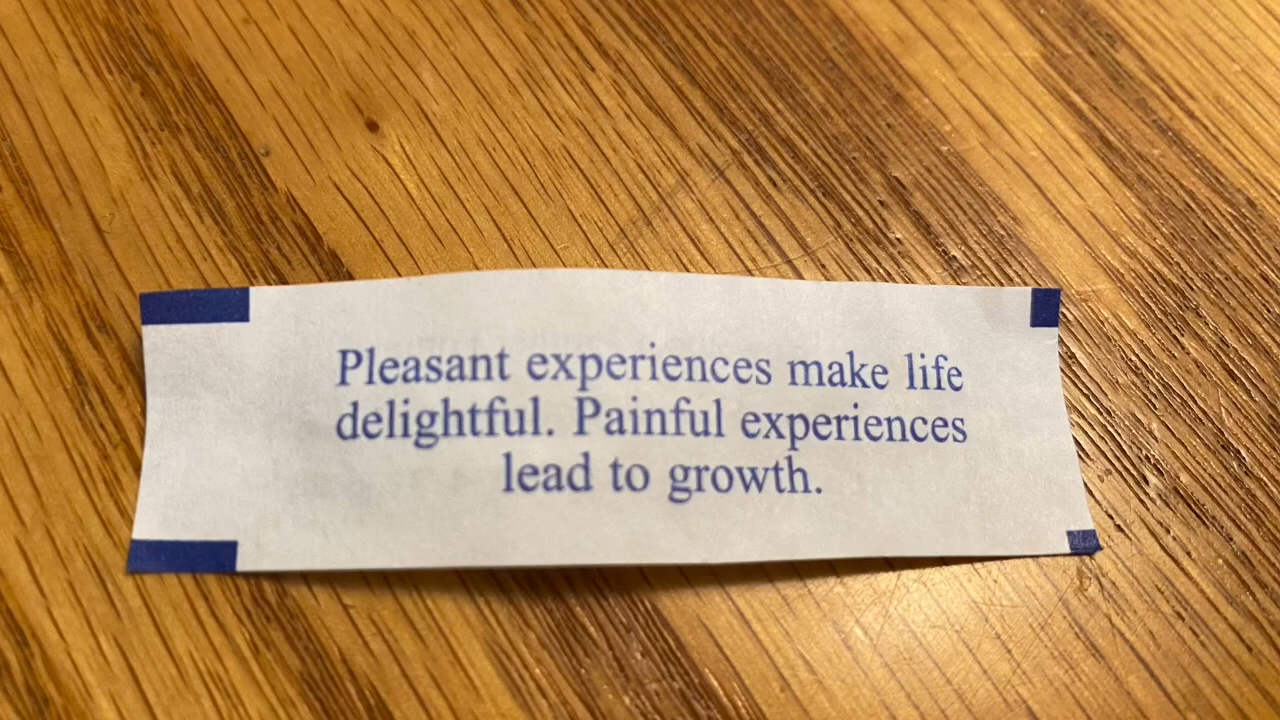 Pleasant experiences make life
delightful. Painful experiences
lead to growth.